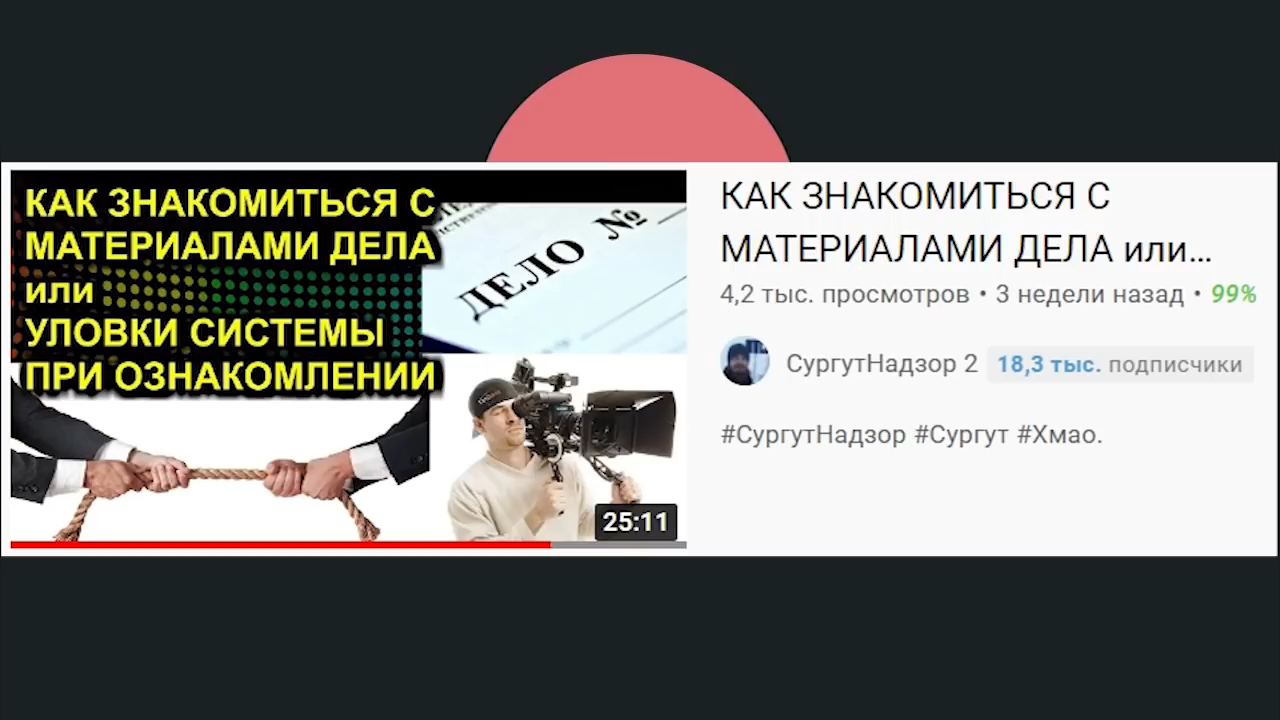 КАК ЗНАКОМИТЬСЯ С
МАТЕРИАЛАМИ ДЕЛА
или
УЛОВКИ СИСТЕМЫ
ПРИ ОЗНАКОМЛЕНИИ
ДЕЛО №
25:11
КАК ЗНАКОМИТЬСЯ С
МАТЕРИАЛАМИ ДЕЛА или...
4,2 тыс. просмотров • 3 недели назад • 99%
СургутНадзор 2 18,3 тыс. подписчики
#СургутНадзор #Сургут #Хмао.